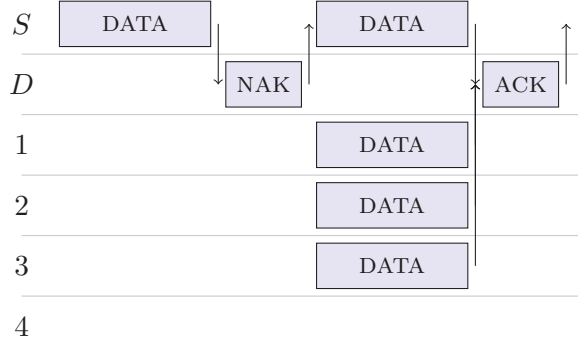 S DATA DATA
D NAK ACK
1 DATA
2 DATA
3 DATA
4